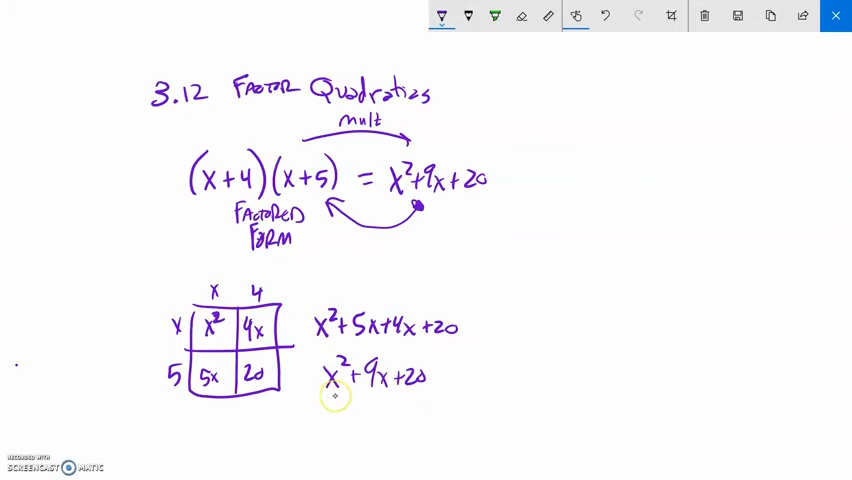 3.12 FACTOR Quadratics
mult
(x+4)(x+5) = x²+9x+20
FACTORED
FORM
x 4
x x² 4x x²+5x+4x+20
5 5x 20 x²+9x+20
RECORDED WITH
SCREENCAST MATIC